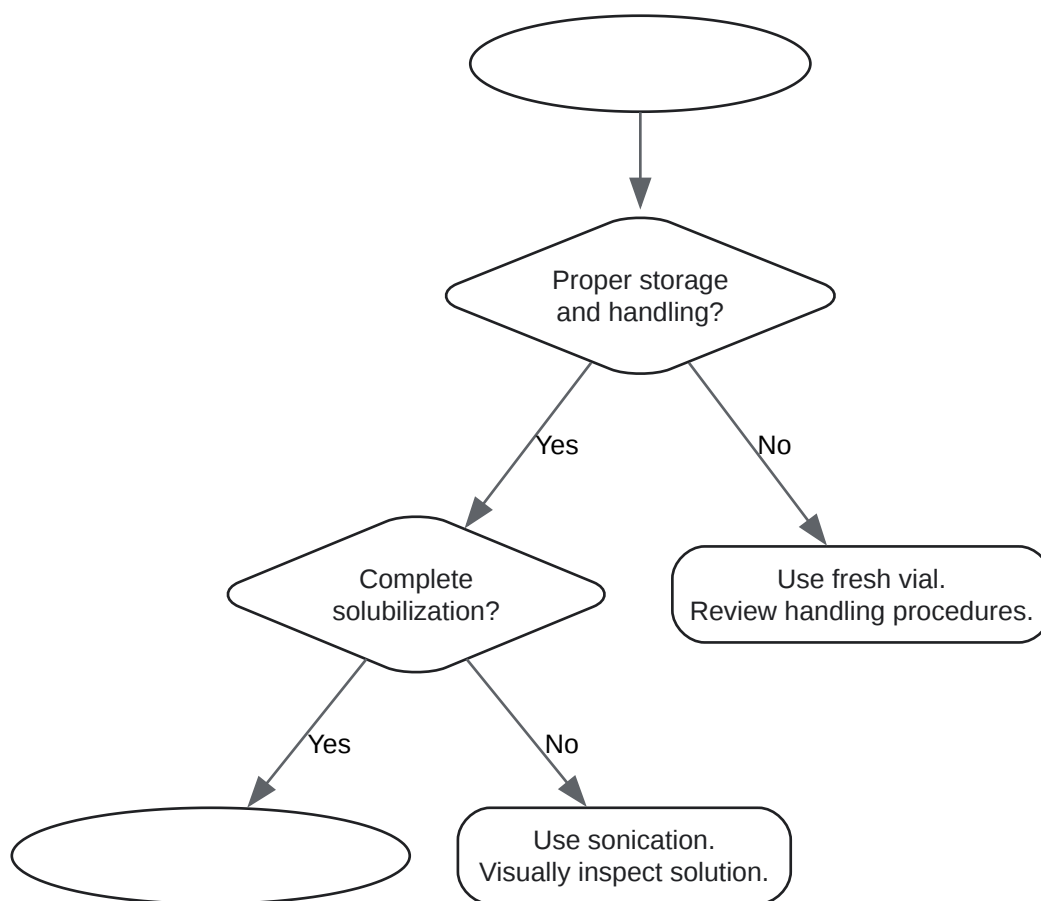 Proper storage
and handling?
Yes
No
Complete
solubilization?
Use fresh vial.
Review handling procedures.
Yes
No
Use sonication.
Visually inspect solution.